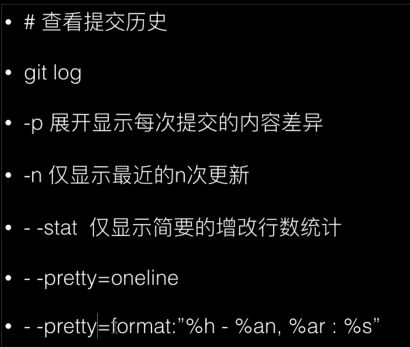 • # 查看提交历史
• git log
• -p 展开显示每次提交的内容差异
• -n 仅显示最近的n次更新
• - -stat  仅显示简要的增改行数统计
• - -pretty=oneline
• - -pretty=format:”%h - %an, %ar : %s”